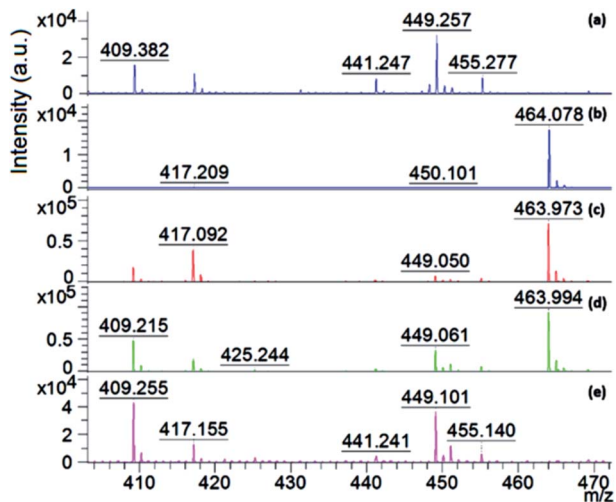 Intensity (a.u.)
x10⁴
2
0
409.382
441.247
449.257
455.277
(a)
x10⁴
1
0
417.209
450.101
464.078
(b)
x10⁵
0.5
0
417.092
449.050
463.973
(c)
x10⁵
0.5
0
409.215
425.244
449.061
463.994
(d)
x10⁴
4
2
0
409.255
417.155
441.241
449.101
455.140
(e)
410 420 430 440 450 460 470
m/z